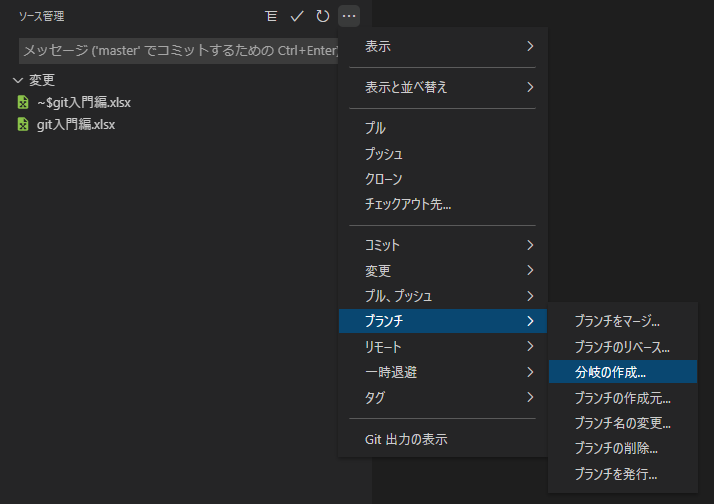 ソース管理
メッセージ ('master' でコミットするための Ctrl+Enter)
変更
~$git入門編.xlsx
git入門編.xlsx
表示
表示と並べ替え
プル
プッシュ
クローン
チェックアウト先...
コミット
変更
プル、プッシュ
ブランチ
リモート
一時退避
タグ
Git 出力の表示
ブランチをマージ...
ブランチのリベース...
分岐の作成...
ブランチの作成元...
ブランチ名の変更...
ブランチの削除...
ブランチを発行...